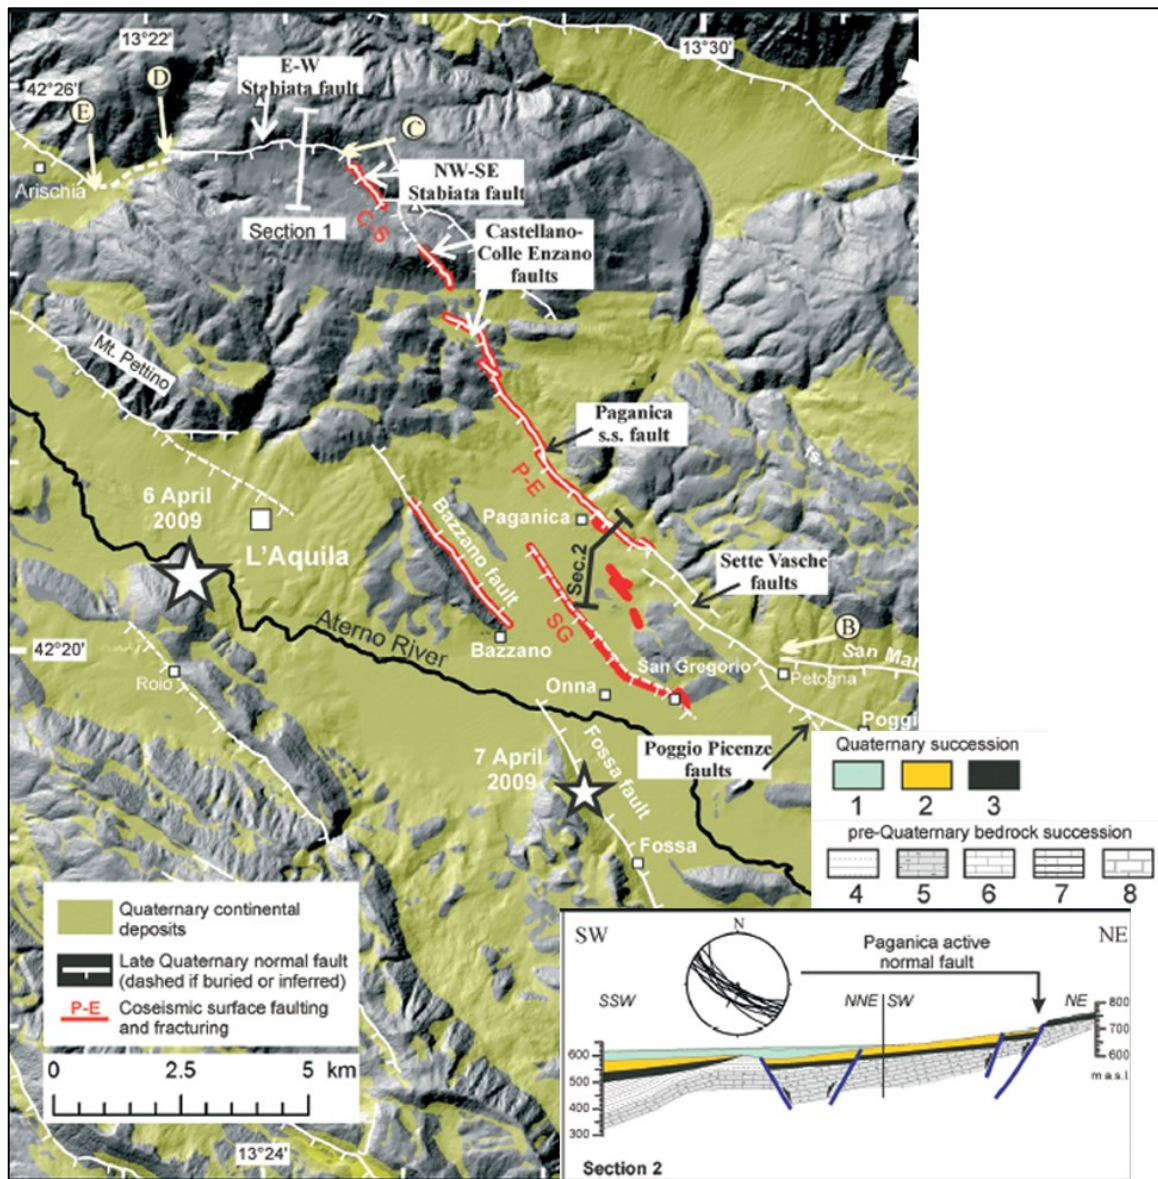 13°22'
13°30'
E-W
Stabiata fault
42°26'
D
E
C
Arischia
NW-SE
Stabiata fault
Section 1
C-S
Castellano-
Colle Enzano
faults
Mt. Pettino
Paganica
s.s. fault
fs.
P-E
6 April
2009
Paganica
L'Aquila
Bazzano fault
Sec.2
Sette Vasche
faults
SG
B
Aterno River
42°20'
Bazzano
San Gregorio
San Mar
Roio
Petogna
Onna
Poggi
7 April
2009
Fossa fault
Poggio Picenze
faults
Fossa
Quaternary succession
1 2 3
pre-Quaternary bedrock succession
4 5 6 7 8
Quaternary continental
deposits
Late Quaternary normal fault
(dashed if buried or inferred)
P-E Coseismic surface faulting
and fracturing
0 2.5 5 km
13°24'
SW
N
Paganica active
normal fault
NE
SSW
NNE SW
NE
800
700
600
m a.s.l
600
500
400
300
Section 2